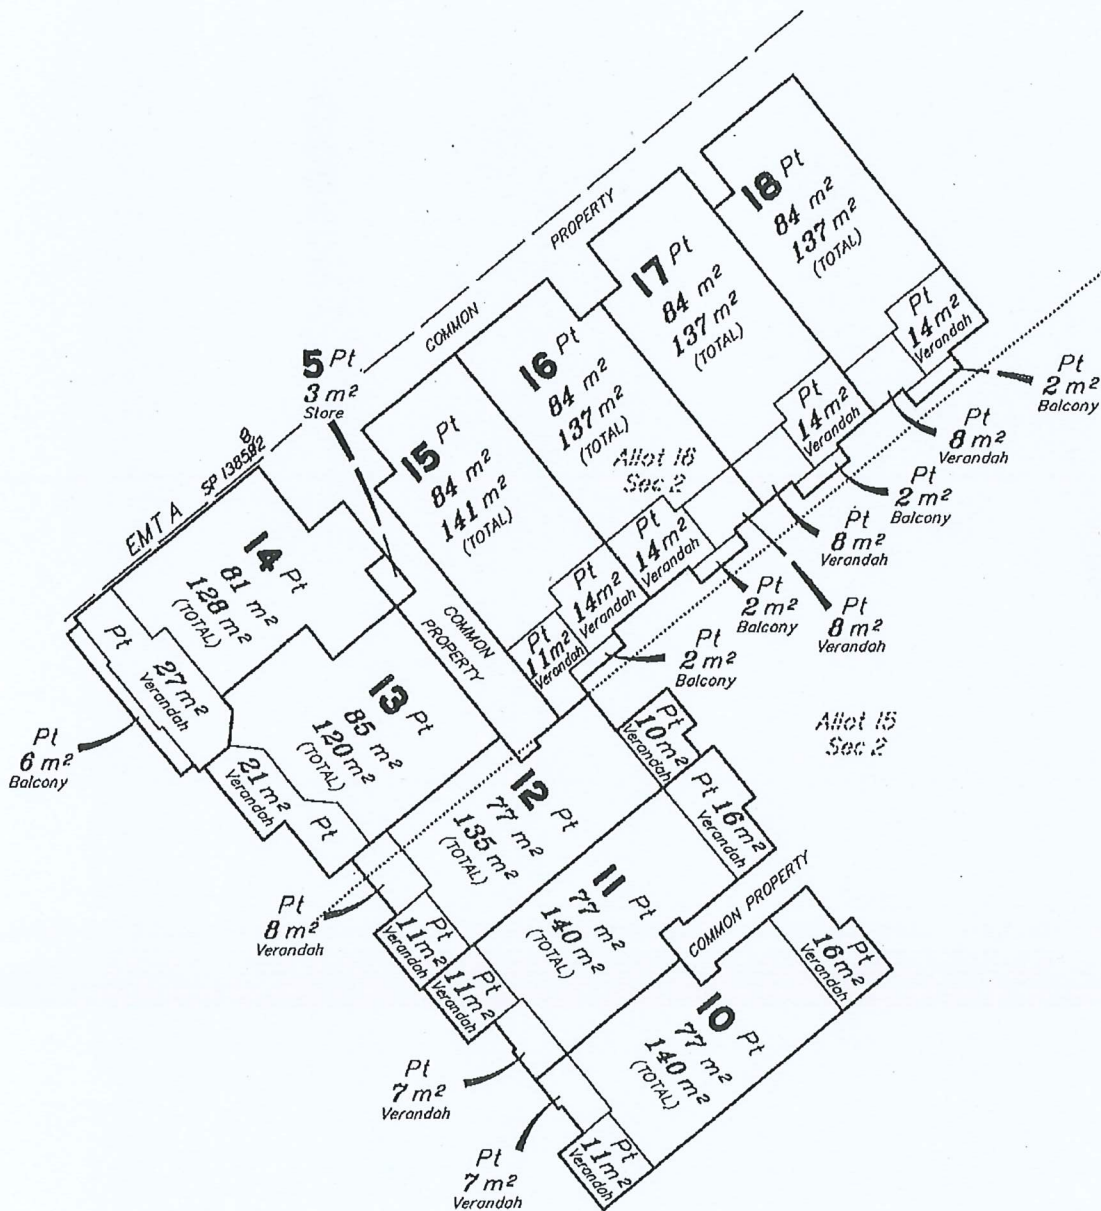 18 Pt
84 m²
137 m²
(TOTAL)
Pt
14 m²
Verandah
PROPERTY
17 Pt
84 m²
137 m²
(TOTAL)
Pt
14 m²
Verandah
COMMON
16 Pt
84 m²
137 m²
(TOTAL)
Allot 16
Sec 2
Pt
14 m²
Verandah
5 Pt
3 m²
Store
15 Pt
84 m²
141 m²
(TOTAL)
Pt
14 m²
Verandah
Pt
11 m²
Verandah
Pt
2 m²
Balcony
Pt
8 m²
Verandah
Pt
2 m²
Balcony
Pt
8 m²
Verandah
Pt
2 m²
Balcony
Pt
8 m²
Verandah
Pt
2 m²
Balcony
EMT A
SP 138592
14 Pt
81 m²
128 m²
(TOTAL)
Pt
27 m²
Verandah
Pt
6 m²
Balcony
COMMON
PROPERTY
13 Pt
85 m²
120 m²
(TOTAL)
21 m²
Verandah
Pt
Allot 15
Sec 2
12 Pt
77 m²
135 m²
(TOTAL)
Pt
10 m²
Verandah
Pt 16 m²
Verandah
Pt
8 m²
Verandah
Pt
11 m²
Verandah
11 Pt
77 m²
140 m²
(TOTAL)
COMMON PROPERTY
Pt
11 m²
Verandah
Pt
16 m²
Verandah
10 Pt
77 m²
140 m²
(TOTAL)
Pt
7 m²
Verandah
Pt
7 m²
Verandah
Pt
11 m²
Verandah